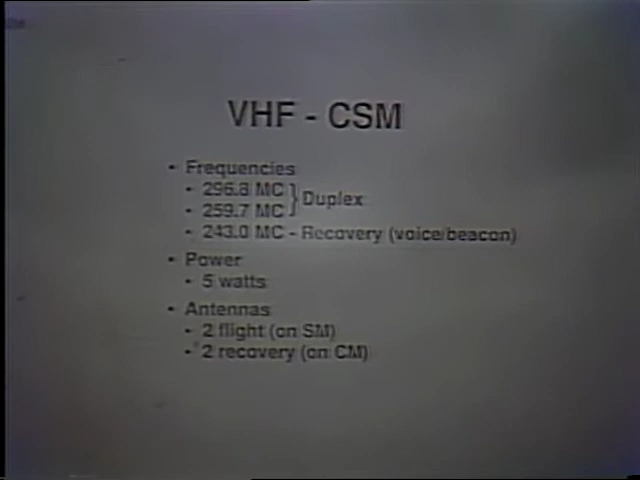 VHF - CSM
• Frequencies
• 296.8 MC } Duplex
• 259.7 MC
• 243.0 MC - Recovery (voice/beacon)
• Power
• 5 watts
• Antennas
• 2 flight (on SM)
• 2 recovery (on CM)